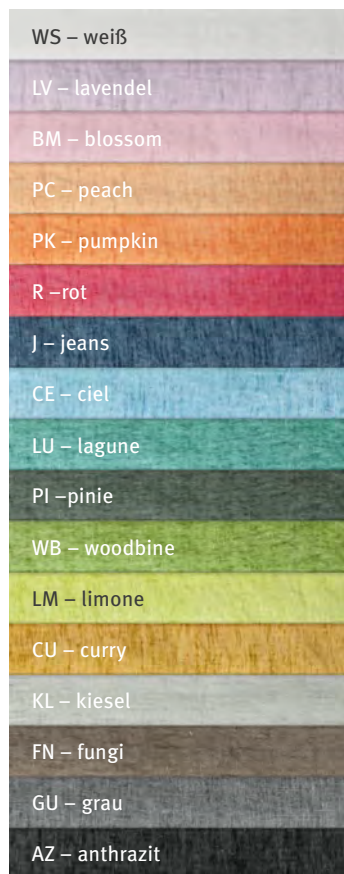 WS – weiß
LV – lavendel
BM – blossom
PC – peach
PK – pumpkin
R –rot
J – jeans
CE – ciel
LU – lagune
PI –pinie
WB – woodbine
LM – limone
CU – curry
KL – kiesel
FN – fungi
GU – grau
AZ – anthrazit